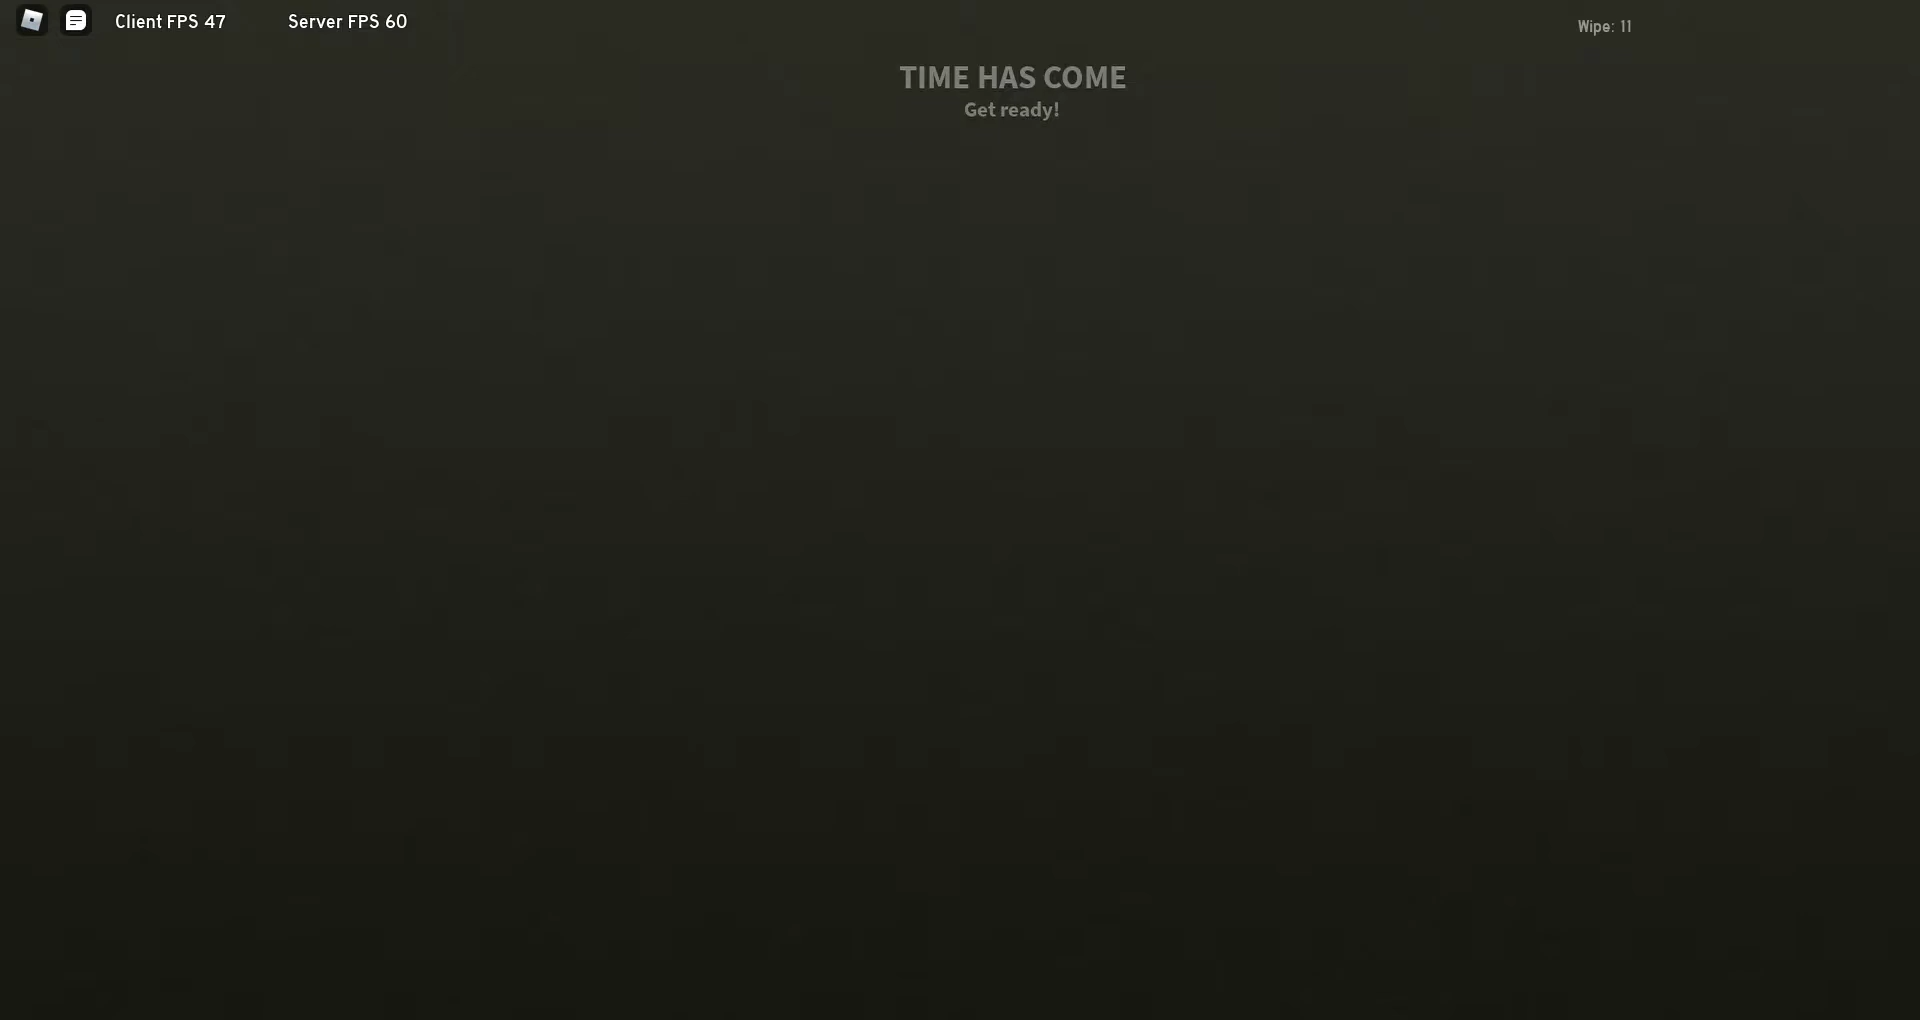 Client FPS 47
Server FPS 60
Wipe: 11
TIME HAS COME
Get ready!